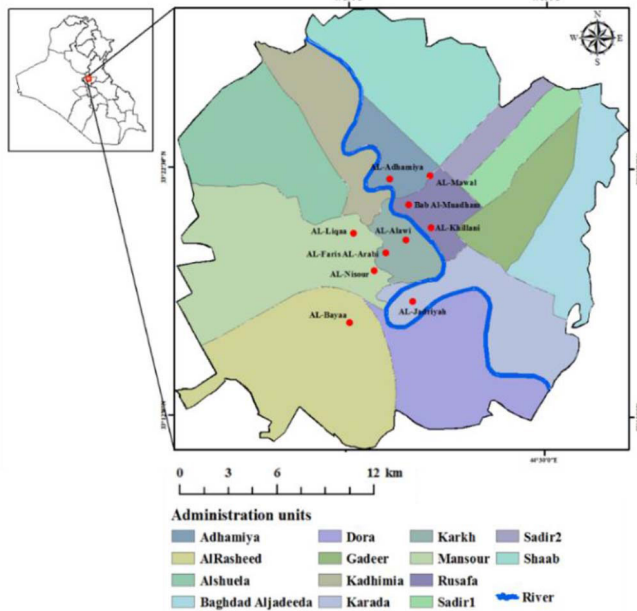 N
W
E
S
AL-Adhamiya
AL-Mawal
Bab Al-Muadham
AL-Liqaa
AL-Alawi
AL-Khillani
AL-Faris AL-Arabi
AL-Nisour
AL-Jadriyah
AL-Bayaa
0 3 6 12 km
Administration units
Adhamiya
Dora
Karkh
Sadir2
AlRasheed
Gadeer
Mansour
Shaab
Alshuela
Kadhimia
Rusafa
Baghdad Aljadeeda
Karada
Sadir1
River